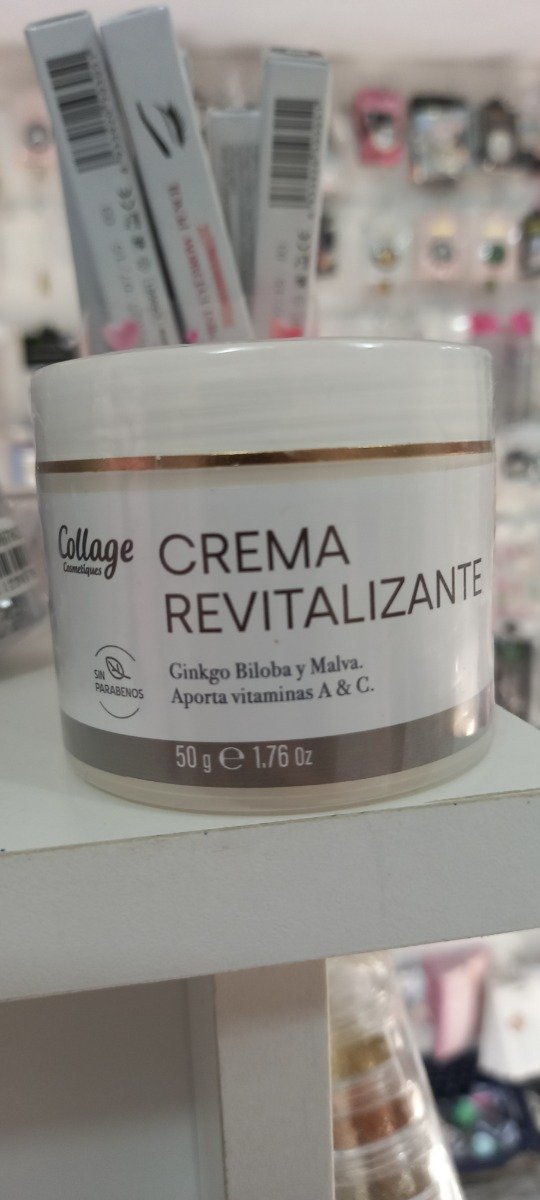 Collage
Cosmetiques
CREMA
REVITALIZANTE
SIN
PARABENOS
Ginkgo Biloba y Malva.
Aporta vitaminas A & C.
50 g ℮ 1.76 Oz